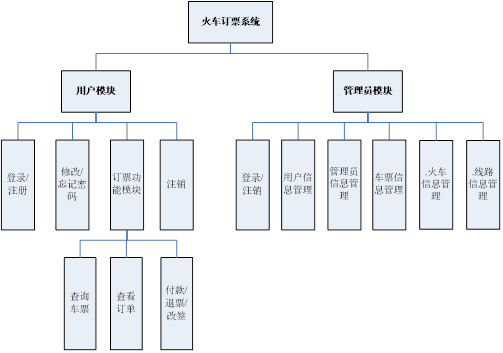 火车订票系统
用户模块
管理员模块
登录/
注册
修改/
忘记密
码
订票功
能模块
注销
登录/
注销
用户信
息管理
管理员
信息管
理
车票信
息管理
.火车
信息管
理
.线路
信息管
理
查询
车票
查看
订单
付款/
退票/
改签